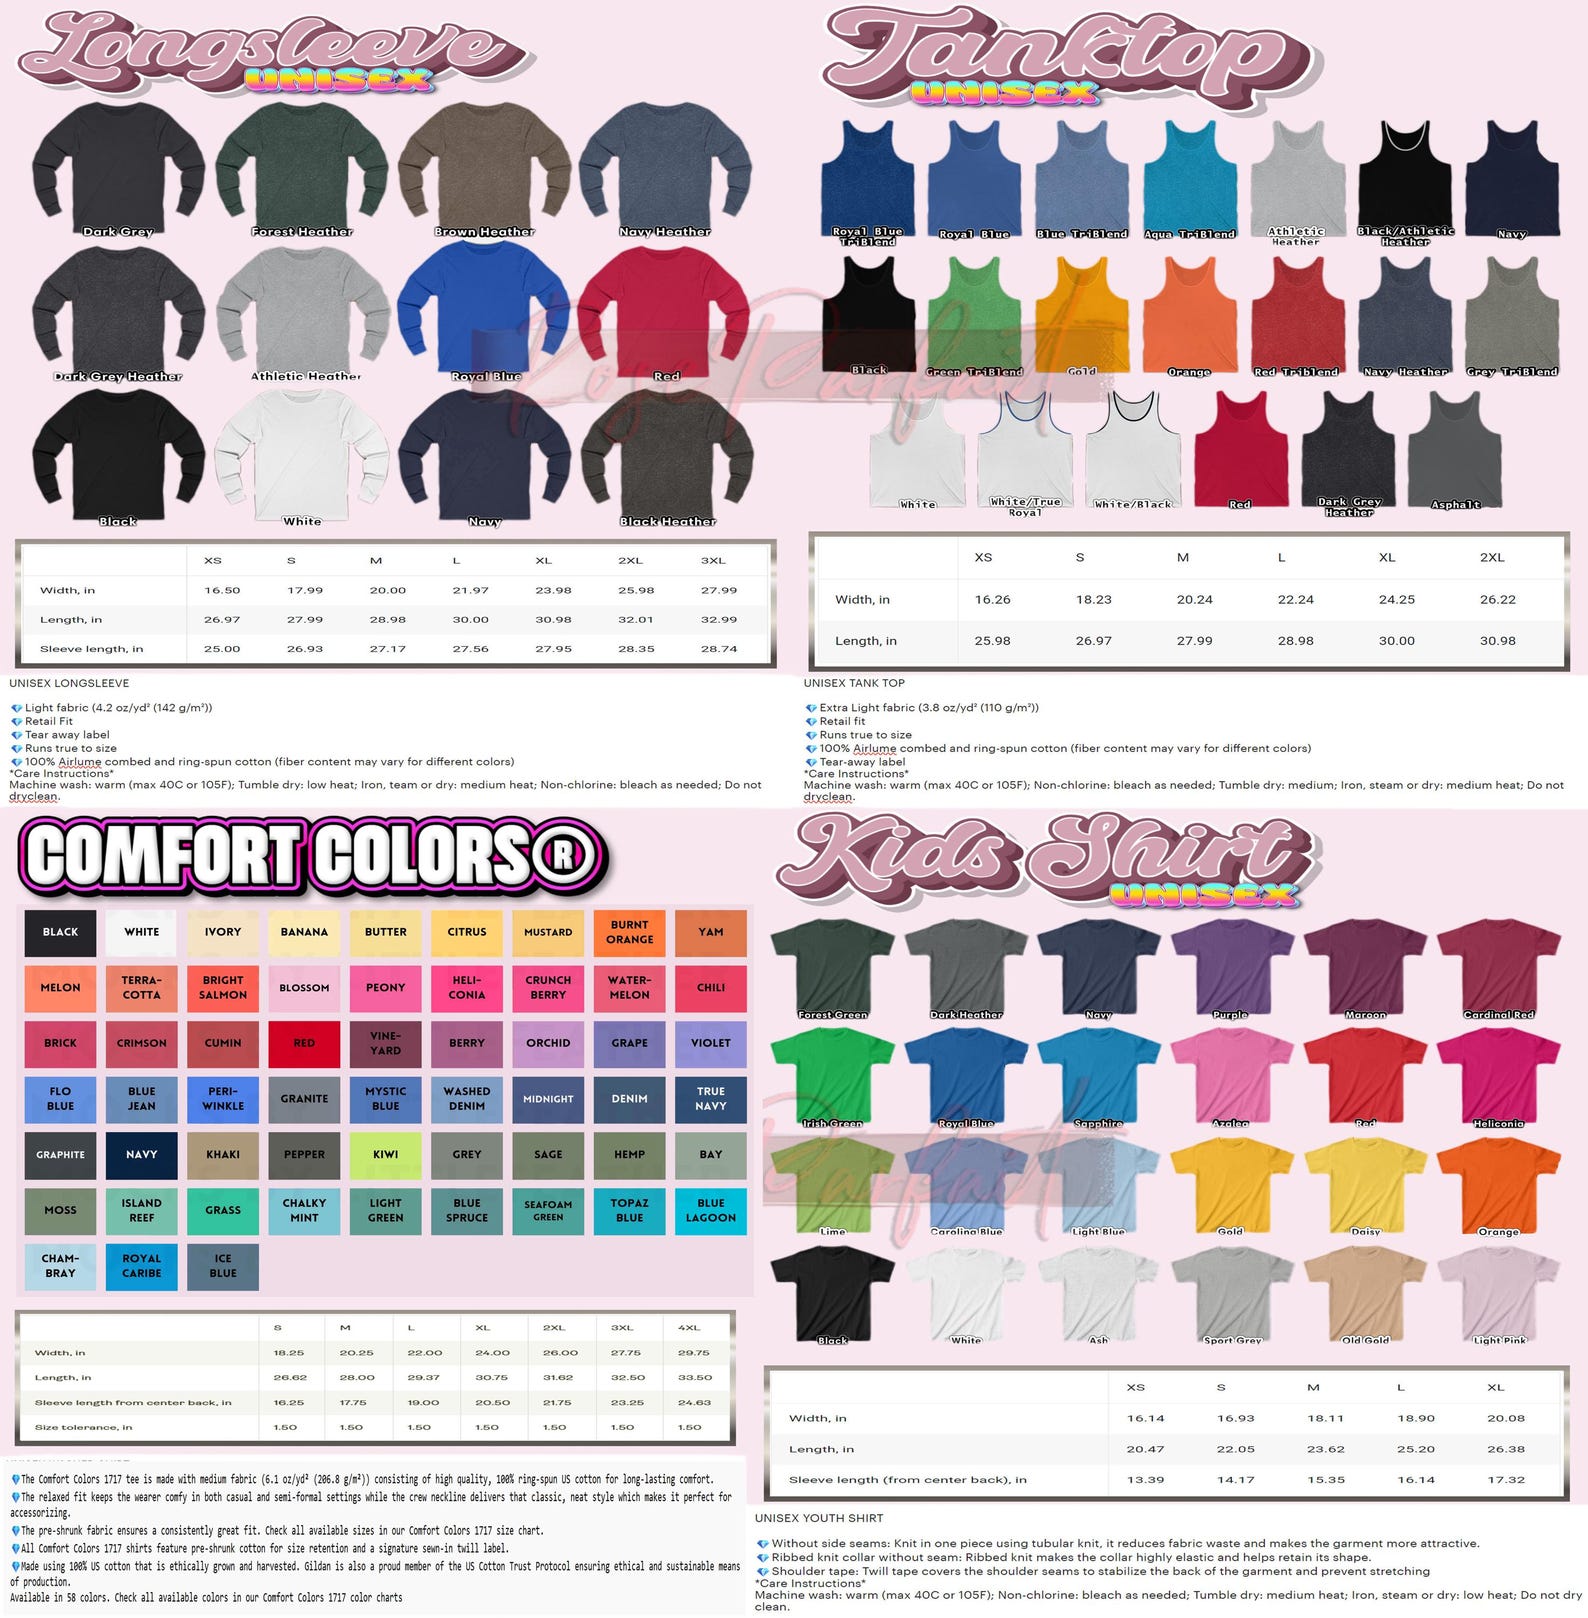 Longsleeve
UNISEX
Dark Grey
Forest Heather
Brown Heather
Navy Heather
Dark Grey Heather
Athletic Heather
Royal Blue
Red
Black
White
Navy
Black Heather
XS S M L XL 2XL 3XL
Width, in 16.50 17.99 20.00 21.97 23.98 25.98 27.99
Length, in 26.97 27.99 28.98 30.00 30.98 32.01 32.99
Sleeve length, in 25.00 26.93 27.17 27.56 27.95 28.35 28.74
UNISEX LONGSLEEVE
Light fabric (4.2 oz/yd² (142 g/m²))
Retail Fit
Tear away label
Runs true to size
100% Airlume combed and ring-spun cotton (fiber content may vary for different colors)
*Care Instructions*
Machine wash: warm (max 40C or 105F); Tumble dry: low heat; Iron, team or dry: medium heat; Non-chlorine: bleach as needed; Do not
dryclean.
Tanktop
UNISEX
Royal Blue
TriBlend
Royal Blue
Blue TriBlend
Aqua TriBlend
Athletic
Heather
Black/Athletic
Heather
Navy
Black
Green TriBlend
Gold
Orange
Red Triblend
Navy Heather
Grey TriBlend
White
White/True
Royal
White/Black
Red
Dark Grey
Heather
Asphalt
XS S M L XL 2XL
Width, in 16.26 18.23 20.24 22.24 24.25 26.22
Length, in 25.98 26.97 27.99 28.98 30.00 30.98
UNISEX TANK TOP
Extra Light fabric (3.8 oz/yd² (110 g/m²))
Retail fit
Runs true to size
100% Airlume combed and ring-spun cotton (fiber content may vary for different colors)
Tear-away label
*Care Instructions*
Machine wash: warm (max 40C or 105F); Non-chlorine: bleach as needed; Tumble dry: medium; Iron, steam or dry: medium heat; Do not
dryclean.
COMFORT COLORS®
BLACK
WHITE
IVORY
BANANA
BUTTER
CITRUS
MUSTARD
BURNT
ORANGE
YAM
MELON
TERRA-
COTTA
BRIGHT
SALMON
BLOSSOM
PEONY
HELI-
CONIA
CRUNCH
BERRY
WATER-
MELON
CHILI
BRICK
CRIMSON
CUMIN
RED
VINE-
YARD
BERRY
ORCHID
GRAPE
VIOLET
FLO
BLUE
BLUE
JEAN
PERI-
WINKLE
GRANITE
MYSTIC
BLUE
WASHED
DENIM
MIDNIGHT
DENIM
TRUE
NAVY
GRAPHITE
NAVY
KHAKI
PEPPER
KIWI
GREY
SAGE
HEMP
BAY
MOSS
ISLAND
REEF
GRASS
CHALKY
MINT
LIGHT
GREEN
BLUE
SPRUCE
SEAFOAM
GREEN
TOPAZ
BLUE
BLUE
LAGOON
CHAM-
BRAY
ROYAL
CARIBE
ICE
BLUE
S M L XL 2XL 3XL 4XL
Width, in 18.25 20.25 22.00 24.00 26.00 27.75 29.75
Length, in 26.62 28.00 29.37 30.75 31.62 32.50 33.50
Sleeve length from center back, in 16.25 17.75 19.00 20.50 21.75 23.25 24.63
Size tolerance, in 1.50 1.50 1.50 1.50 1.50 1.50 1.50
The Comfort Colors 1717 tee is made with medium fabric (6.1 oz/yd² (206.8 g/m²)) consisting of high quality, 100% ring-spun US cotton for long-lasting comfort.
The relaxed fit keeps the wearer comfy in both casual and semi-formal settings while the crew neckline delivers that classic, neat style which makes it perfect for
accessorizing.
The pre-shrunk fabric ensures a consistently great fit. Check all available sizes in our Comfort Colors 1717 size chart.
All Comfort Colors 1717 shirts feature pre-shrunk cotton for size retention and a signature sewn-in twill label.
Made using 100% US cotton that is ethically grown and harvested. Gildan is also a proud member of the US Cotton Trust Protocol ensuring ethical and sustainable means
of production.
Available in 58 colors. Check all available colors in our Comfort Colors 1717 color charts
Kids Shirt
UNISEX
Forest Green
Dark Heather
Navy
Purple
Maroon
Cardinal Red
Irish Green
Royal Blue
Sapphire
Azalea
Red
Heliconia
Lime
Carolina Blue
Light Blue
Gold
Daisy
Orange
Black
White
Ash
Sport Grey
Old Gold
Light Pink
XS S M L XL
Width, in 16.14 16.93 18.11 18.90 20.08
Length, in 20.47 22.05 23.62 25.20 26.38
Sleeve length (from center back), in 13.39 14.17 15.35 16.14 17.32
UNISEX YOUTH SHIRT
Without side seams: Knit in one piece using tubular knit, it reduces fabric waste and makes the garment more attractive.
Ribbed knit collar without seam: Ribbed knit makes the collar highly elastic and helps retain its shape.
Shoulder tape: Twill tape covers the shoulder seams to stabilize the back of the garment and prevent stretching
*Care Instructions*
Machine wash: warm (max 40C or 105F); Non-chlorine: bleach as needed; Tumble dry: medium heat; Iron, steam or dry: low heat; Do not dry
clean.